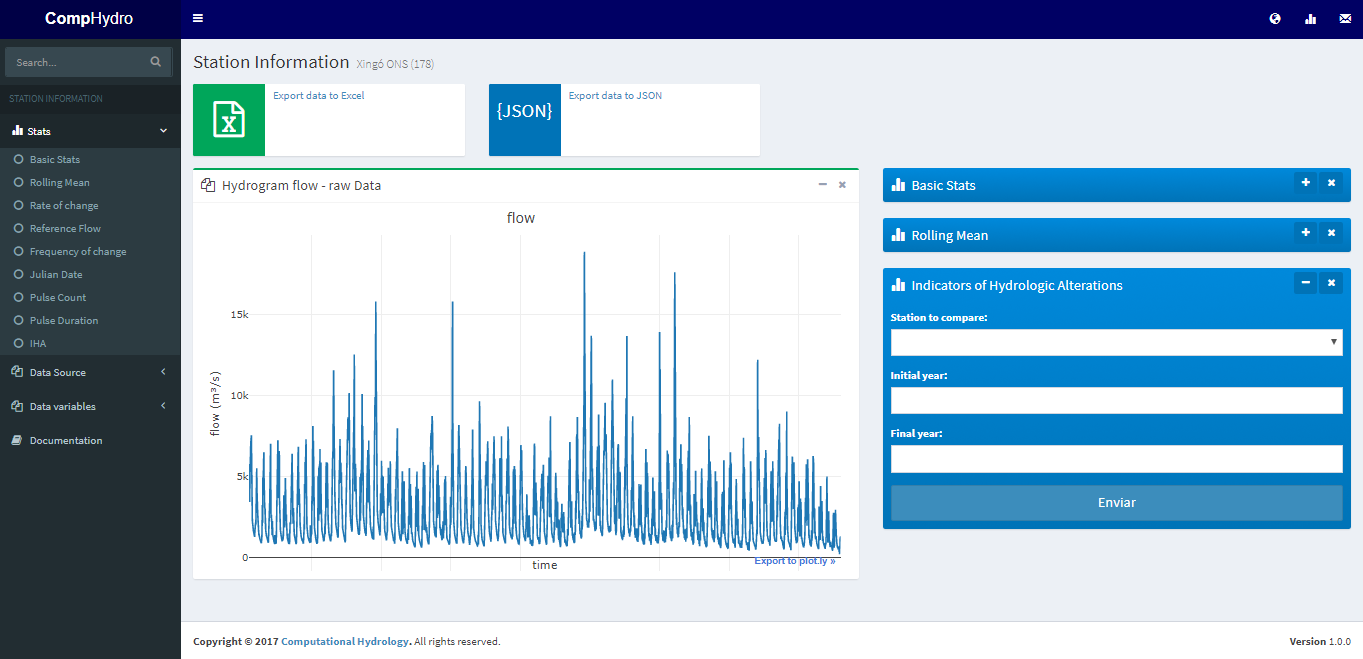 CompHydro
Search...
STATION INFORMATION
Stats
Basic Stats
Rolling Mean
Rate of change
Reference Flow
Frequency of change
Julian Date
Pulse Count
Pulse Duration
IHA
Data Source
Data variables
Documentation
Station Information Xingó ONS (178)
Export data to Excel
{JSON}
Export data to JSON
Hydrogram flow - raw Data
flow
15k
10k
5k
0
flow (m³/s)
time
Export to plot.ly »
Basic Stats
Rolling Mean
Indicators of Hydrologic Alterations
Station to compare:
Initial year:
Final year:
Enviar
Copyright © 2017 Computational Hydrology. All rights reserved.
Version 1.0.0